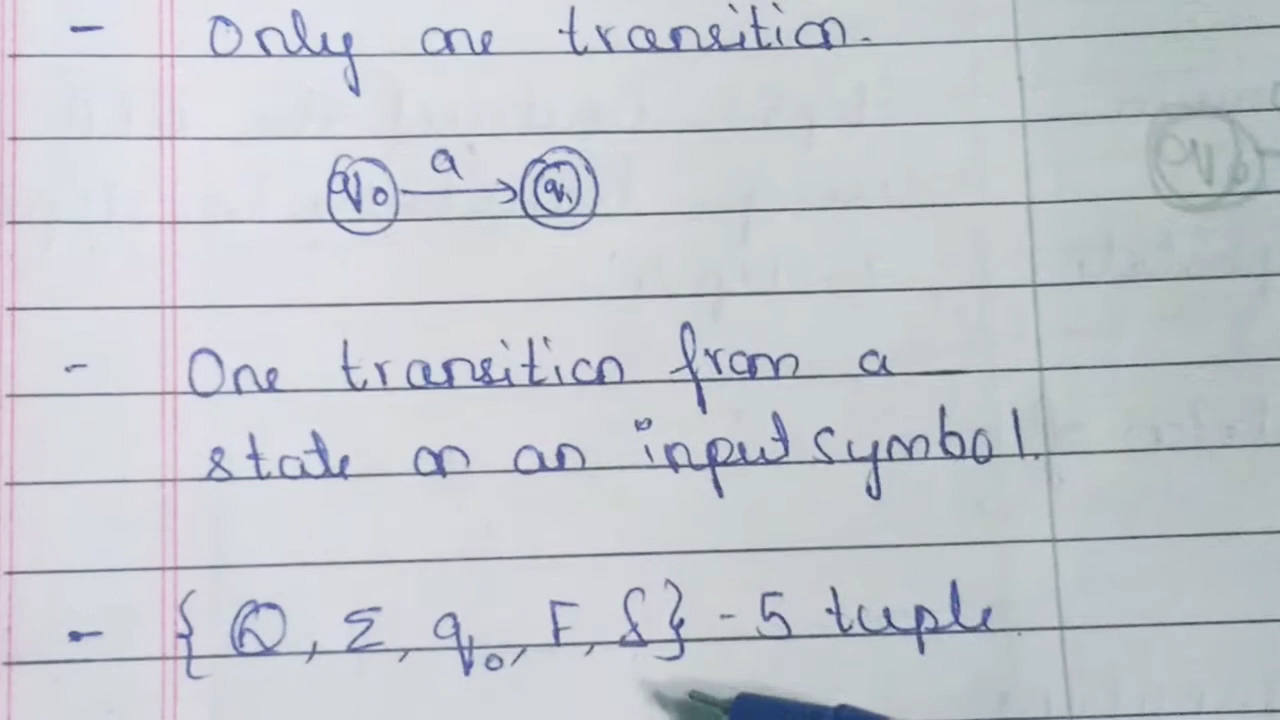 - Only one transition.
q0 a q1
- One transition from a
state on an input symbol.
- { Q, Σ, q0, F, δ} - 5 tuple